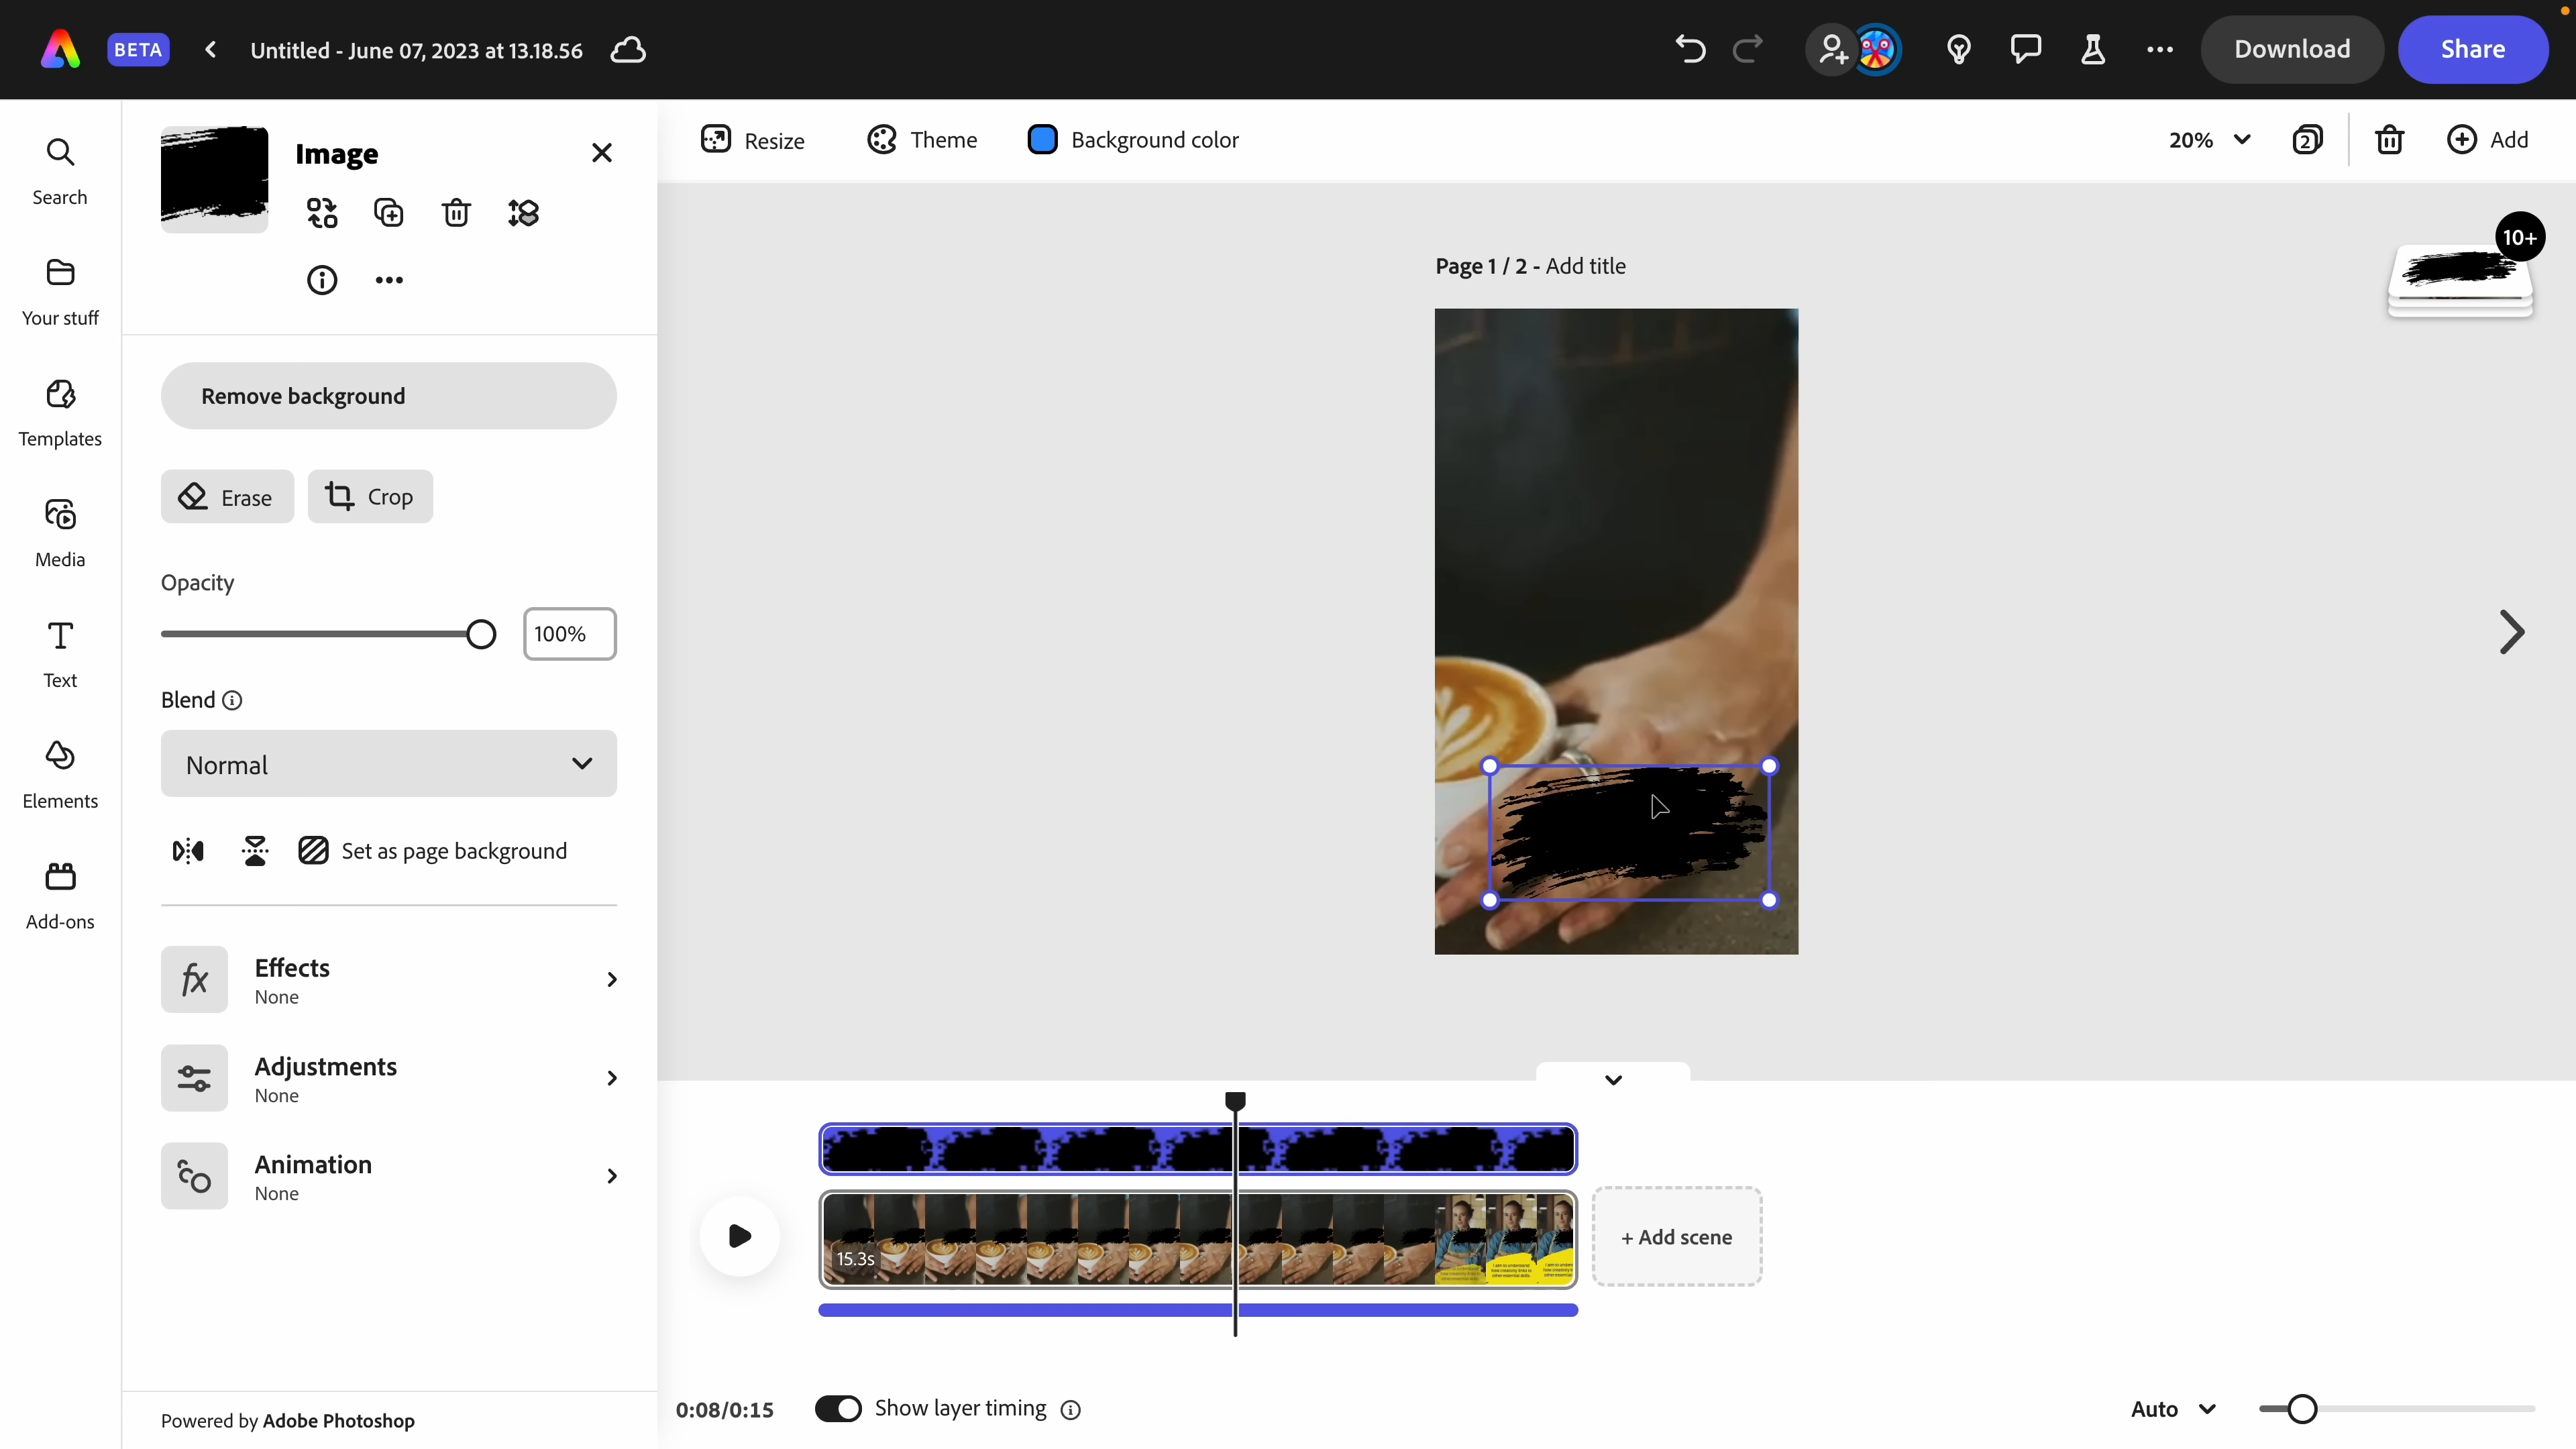 BETA
Untitled - June 07, 2023 at 13.18.56
Download
Share
Search
Your stuff
Templates
Media
Text
Elements
Add-ons
Image
Remove background
Erase
Crop
Opacity
100%
Blend
Normal
Set as page background
Effects
None
Adjustments
None
Animation
None
Powered by Adobe Photoshop
Resize
Theme
Background color
20%
2
Add
10+
Page 1 / 2 - Add title
15.3s
+ Add scene
0:08/0:15
Show layer timing
Auto